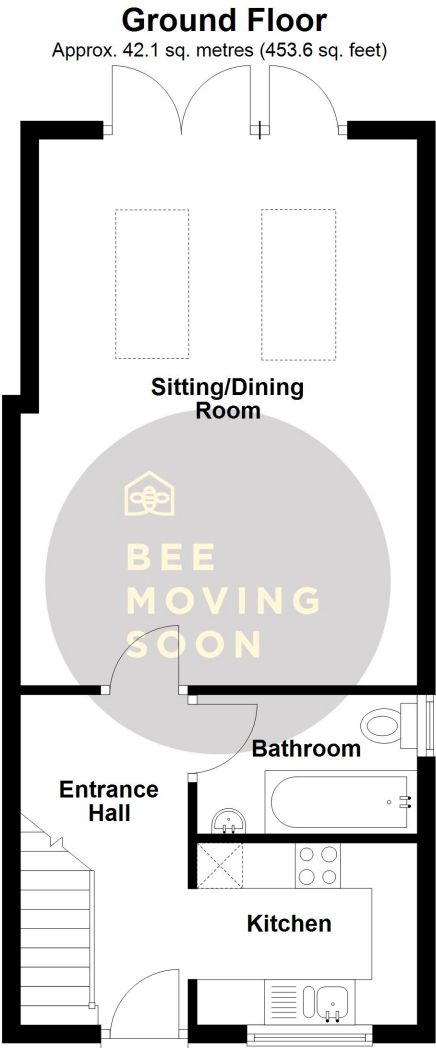 Ground Floor
Approx. 42.1 sq. metres (453.6 sq. feet)
Sitting/Dining
Room
BEE
MOVING
SOON
Bathroom
Entrance
Hall
Kitchen